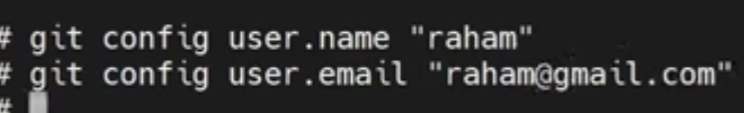 # git config user.name "raham"
# git config user.email "raham@gmail.com"
#